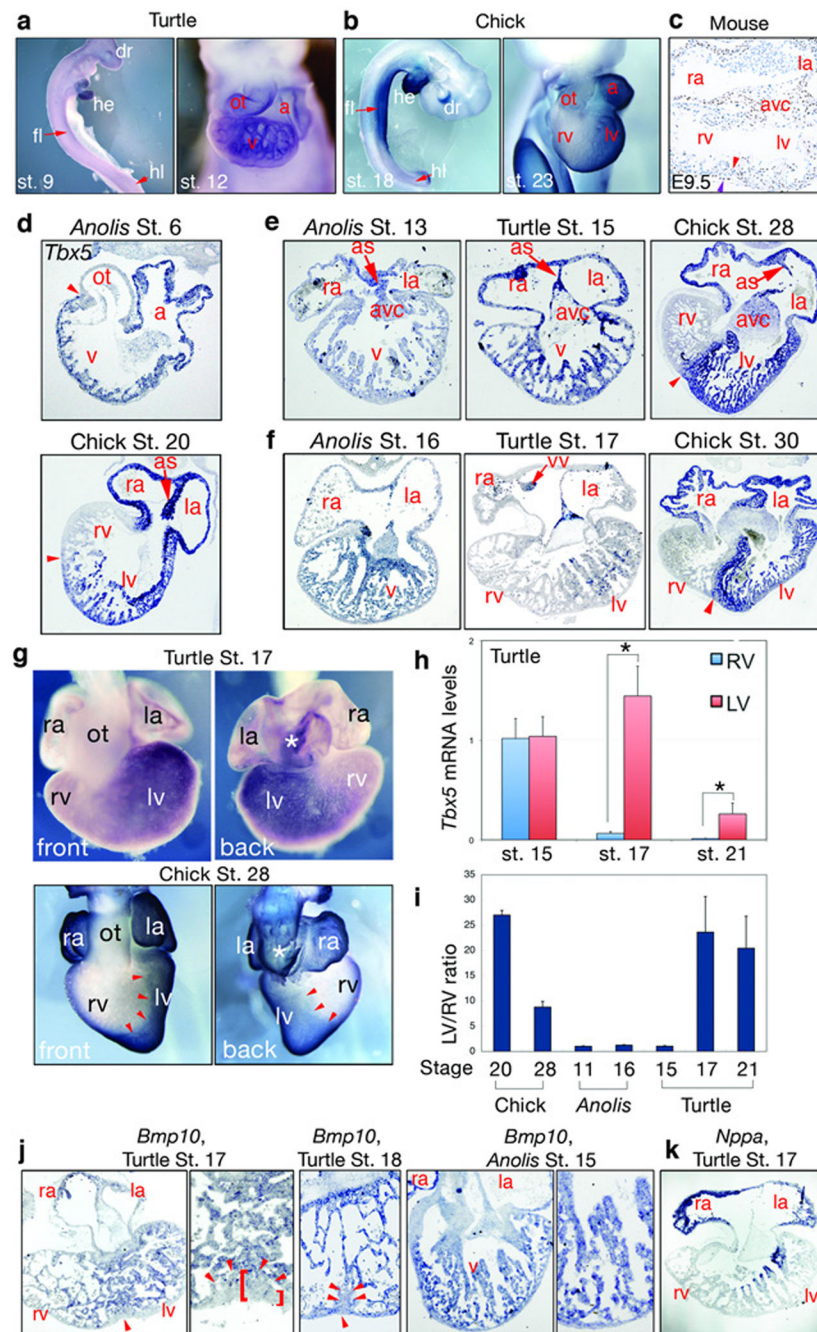 a Turtle
dr
he
fl
hl
st. 9
ot
a
v
st. 12
b Chick
fl
he
dr
hl
st. 18
ot
a
rv
lv
st. 23
c Mouse
ra
la
avc
rv
lv
E9.5
d Anolis St. 6
Tbx5
ot
a
v
Chick St. 20
as
ra
la
rv
lv
e Anolis St. 13
as
ra
la
avc
v
Turtle St. 15
as
ra
la
avc
v
Chick St. 28
ra
as
la
rv
avc
lv
f Anolis St. 16
ra
la
v
Turtle St. 17
ra
vv
la
rv
lv
Chick St. 30
ra
la
rv
lv
g Turtle St. 17
ra
ot
la
rv
lv
front
la
*
ra
lv
rv
back
Chick St. 28
ra
ot
la
rv
lv
front
la
*
ra
lv
rv
back
h Turtle
Tbx5 mRNA levels
2
1
0
*
*
RV
LV
st. 15 st. 17 st. 21
i
LV/RV ratio
35
30
25
20
15
10
5
0
Stage 20 28 11 16 15 17 21
Chick Anolis Turtle
j Bmp10,
Turtle St. 17
ra
la
rv
lv
Bmp10,
Turtle St. 18
Bmp10,
Anolis St. 15
ra
la
v
k Nppa,
Turtle St. 17
ra
la
rv
lv